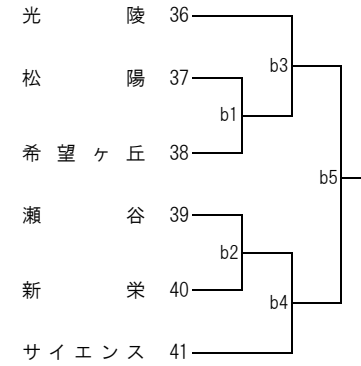 光陵 36
松陽 37
希望ヶ丘 38
瀬谷 39
新栄 40
サイエンス 41
b1
b2
b3
b4
b5